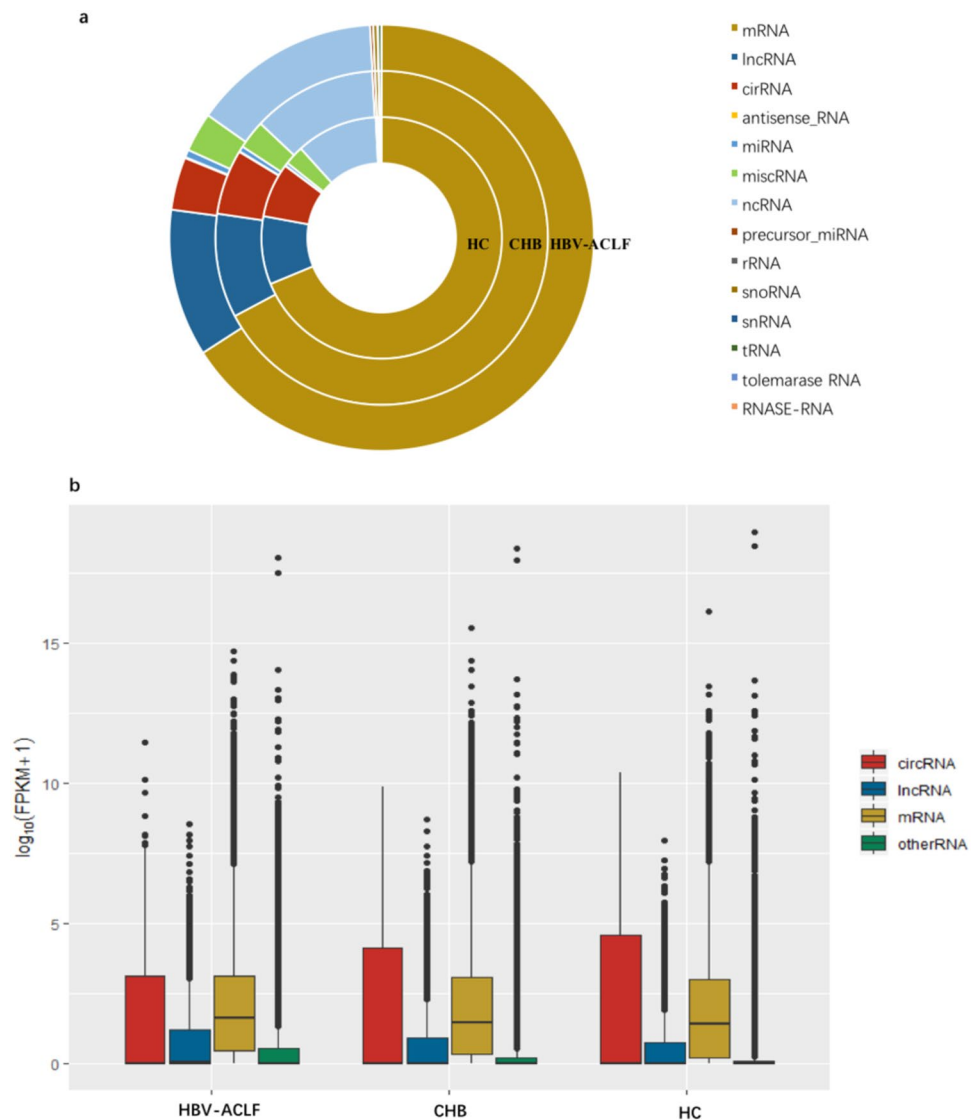 a
HC CHB HBV-ACLF
mRNA
lncRNA
cirRNA
antisense_RNA
miRNA
miscRNA
ncRNA
precursor_miRNA
rRNA
snoRNA
snRNA
tRNA
tolemarase RNA
RNASE-RNA
b
log10(FPKM+1)
15
10
5
0
HBV-ACLF CHB HC
circRNA
lncRNA
mRNA
otherRNA